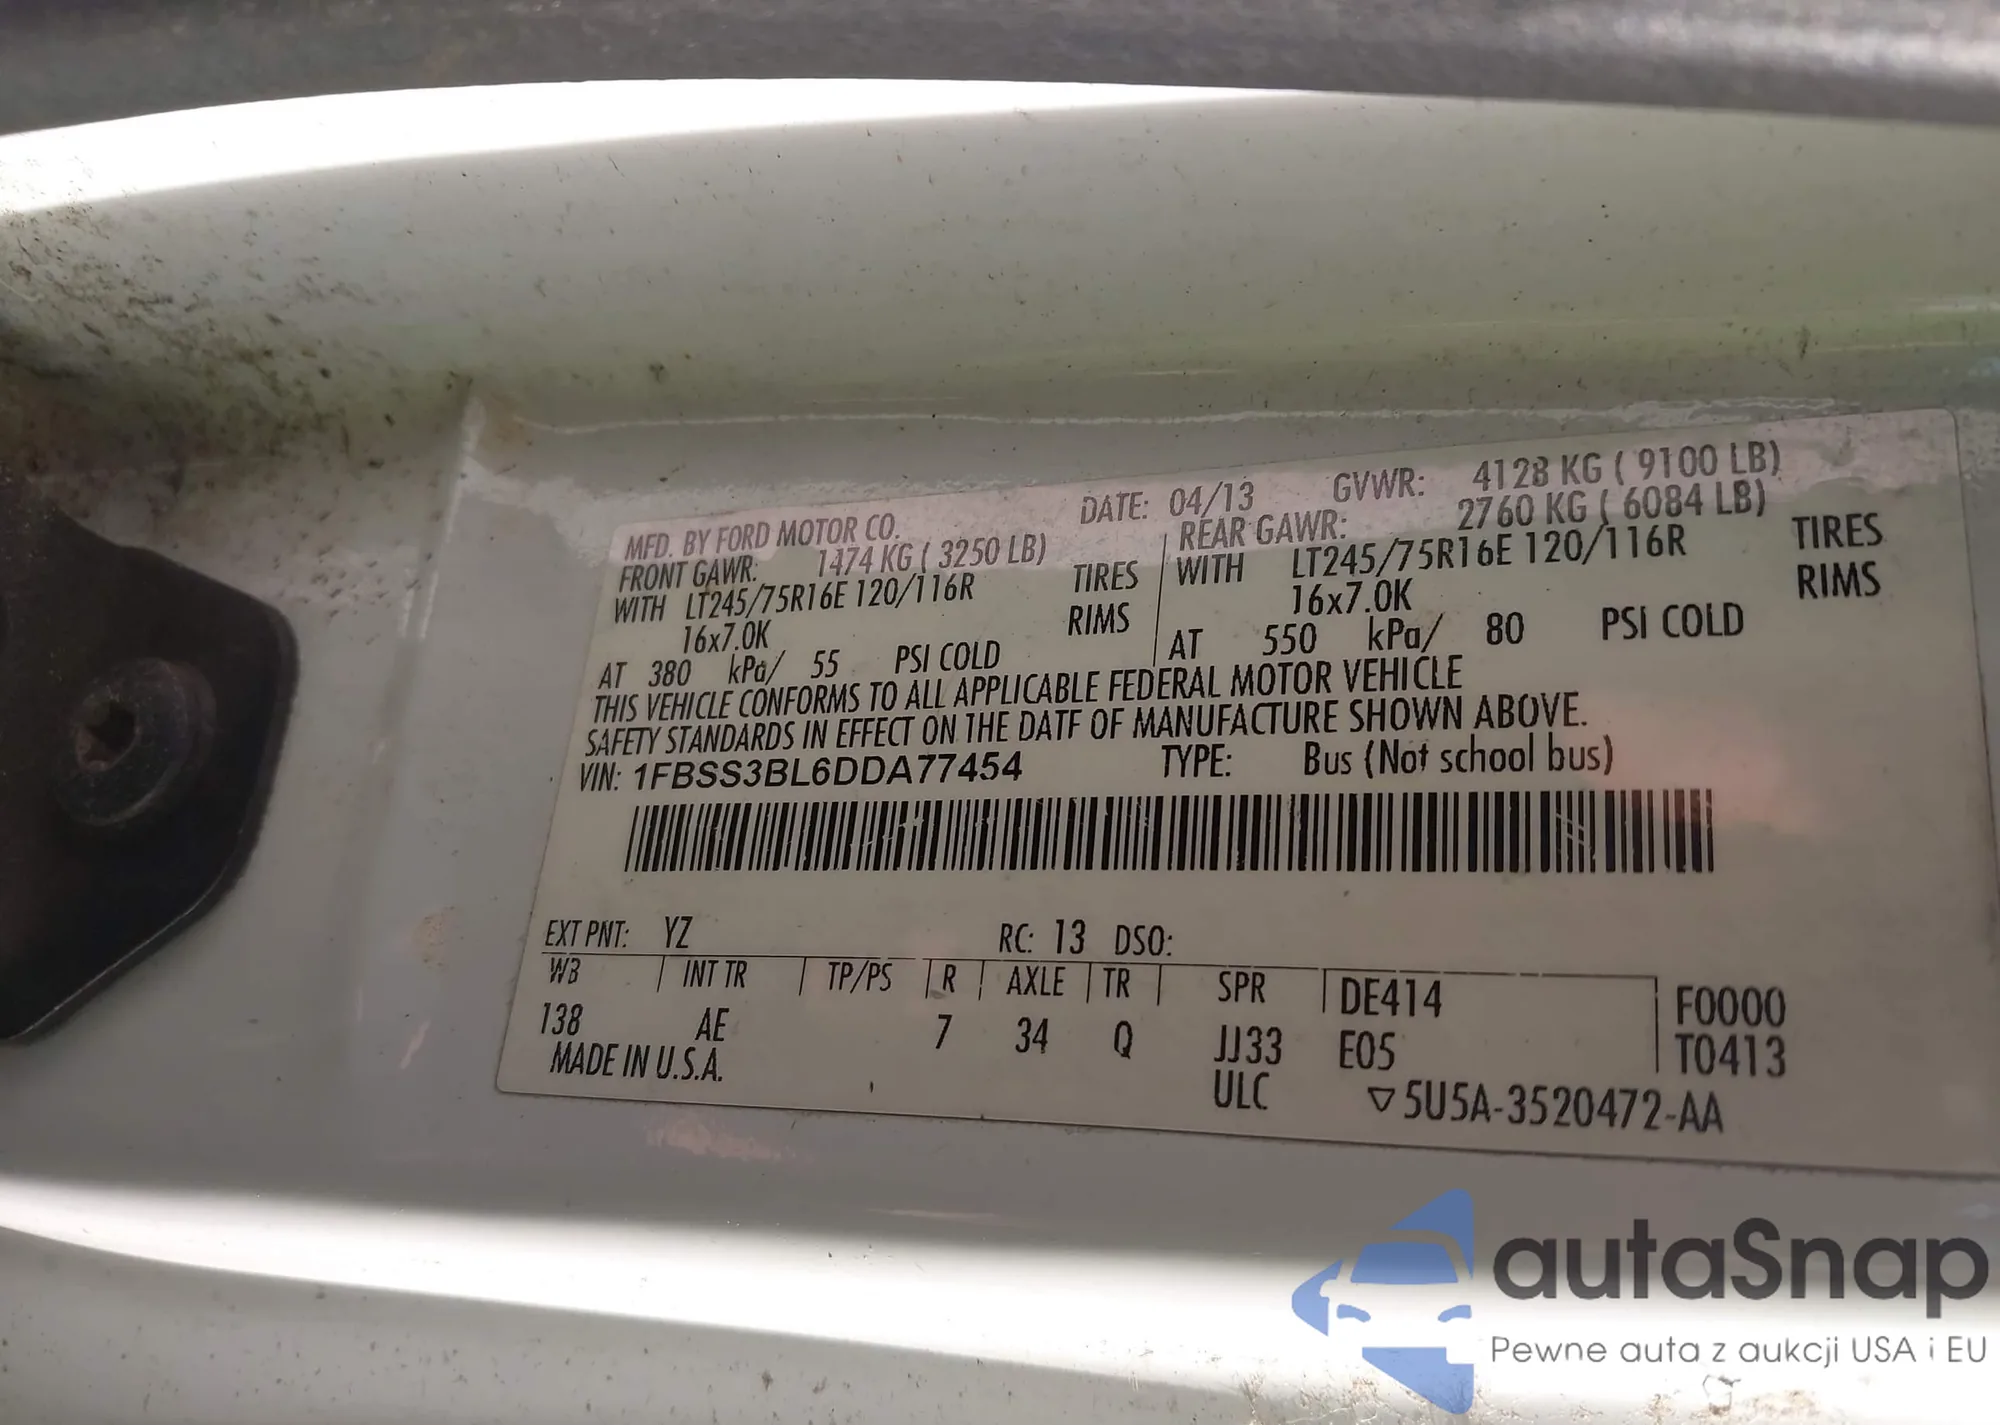 MFD. BY FORD MOTOR CO. DATE: 04/13 GVWR: 4128 KG ( 9100 LB)
FRONT GAWR: 1474 KG ( 3250 LB) REAR GAWR: 2760 KG ( 6084 LB)
WITH LT245/75R16E 120/116R TIRES WITH LT245/75R16E 120/116R TIRES
16x7.0K RIMS 16x7.0K RIMS
AT 380 kPa/ 55 PSI COLD AT 550 kPa/ 80 PSI COLD
THIS VEHICLE CONFORMS TO ALL APPLICABLE FEDERAL MOTOR VEHICLE
SAFETY STANDARDS IN EFFECT ON THE DATE OF MANUFACTURE SHOWN ABOVE.
VIN: 1FBSS3BL6DDA77454 TYPE: Bus (Not school bus)
EXT PNT: YZ RC: 13 DSO:
WB INT TR TP/PS R AXLE TR SPR DE414 F0000
138 AE 7 34 Q JJ33 E05 T0413
MADE IN U.S.A. ULC ▽5U5A-3520472-AA
autaSnap
Pewne auta z aukcji USA i EU